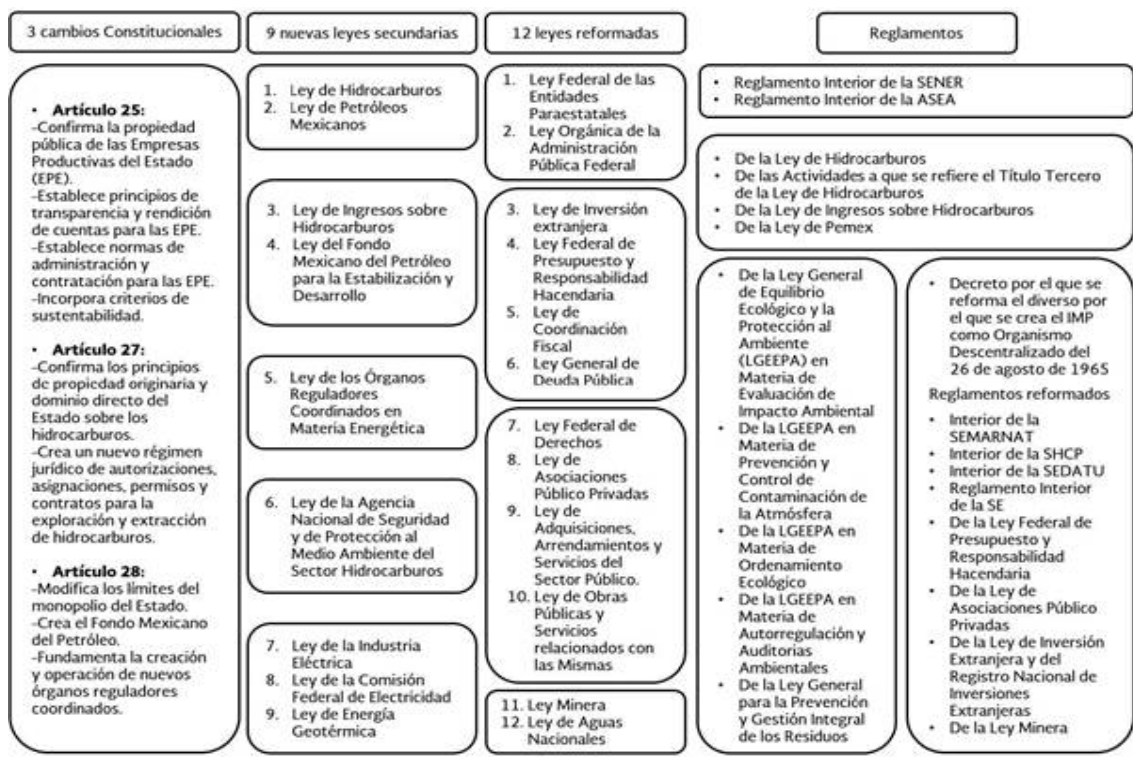 3 cambios Constitucionales
• Artículo 25:
-Confirma la propiedad
pública de las Empresas
Productivas del Estado
(EPE).
-Establece principios de
transparencia y rendición
de cuentas para las EPE.
-Establece normas de
administración y
contratación para las EPE.
-Incorpora criterios de
sustentabilidad.
• Artículo 27:
-Confirma los principios
de propiedad originaria y
dominio directo del
Estado sobre los
hidrocarburos.
-Crea un nuevo régimen
jurídico de autorizaciones,
asignaciones, permisos y
contratos para la
exploración y extracción
de hidrocarburos.
• Artículo 28:
-Modifica los límites del
monopolio del Estado.
-Crea el Fondo Mexicano
del Petróleo.
-Fundamenta la creación
y operación de nuevos
órganos reguladores
coordinados.
9 nuevas leyes secundarias
1. Ley de Hidrocarburos
2. Ley de Petróleos
Mexicanos
3. Ley de Ingresos sobre
Hidrocarburos
4. Ley del Fondo
Mexicano del Petróleo
para la Estabilización y
Desarrollo
5. Ley de los Órganos
Reguladores
Coordinados en
Materia Energética
6. Ley de la Agencia
Nacional de Seguridad
y de Protección al
Medio Ambiente del
Sector Hidrocarburos
7. Ley de la Industria
Eléctrica
8. Ley de la Comisión
Federal de Electricidad
9. Ley de Energía
Geotérmica
12 leyes reformadas
1. Ley Federal de las
Entidades
Paraestatales
2. Ley Orgánica de la
Administración
Pública Federal
3. Ley de Inversión
extranjera
4. Ley Federal de
Presupuesto y
Responsabilidad
Hacendaria
5. Ley de
Coordinación
Fiscal
6. Ley General de
Deuda Pública
7. Ley Federal de
Derechos
8. Ley de
Asociaciones
Público Privadas
9. Ley de
Adquisiciones,
Arrendamientos y
Servicios del
Sector Público.
10. Ley de Obras
Públicas y
Servicios
relacionados con
las Mismas
11. Ley Minera
12. Ley de Aguas
Nacionales
Reglamentos
• Reglamento Interior de la SENER
• Reglamento Interior de la ASEA
• De la Ley de Hidrocarburos
• De las Actividades a que se refiere el Título Tercero
de la Ley de Hidrocarburos
• De la Ley de Ingresos sobre Hidrocarburos
• De la Ley de Pemex
• De la Ley General
de Equilibrio
Ecológico y la
Protección al
Ambiente
(LGEEPA) en
Materia de
Evaluación de
Impacto Ambiental
• De la LGEEPA en
Materia de
Prevención y
Control de
Contaminación de
la Atmósfera
• De la LGEEPA en
Materia de
Ordenamiento
Ecológico
• De la LGEEPA en
Materia de
Autorregulación y
Auditorias
Ambientales
• De la Ley General
para la Prevención
y Gestión Integral
de los Residuos
• Decreto por el que se
reforma el diverso por
el que se crea el IMP
como Organismo
Descentralizado del
26 de agosto de 1965
Reglamentos reformados
• Interior de la
SEMARNAT
• Interior de la SHCP
• Interior de la SEDATU
• Reglamento Interior
de la SE
• De la Ley Federal de
Presupuesto y
Responsabilidad
Hacendaria
• De la Ley de
Asociaciones Público
Privadas
• De la Ley de Inversión
Extranjera y del
Registro Nacional de
Inversiones
Extranjeras
• De la Ley Minera